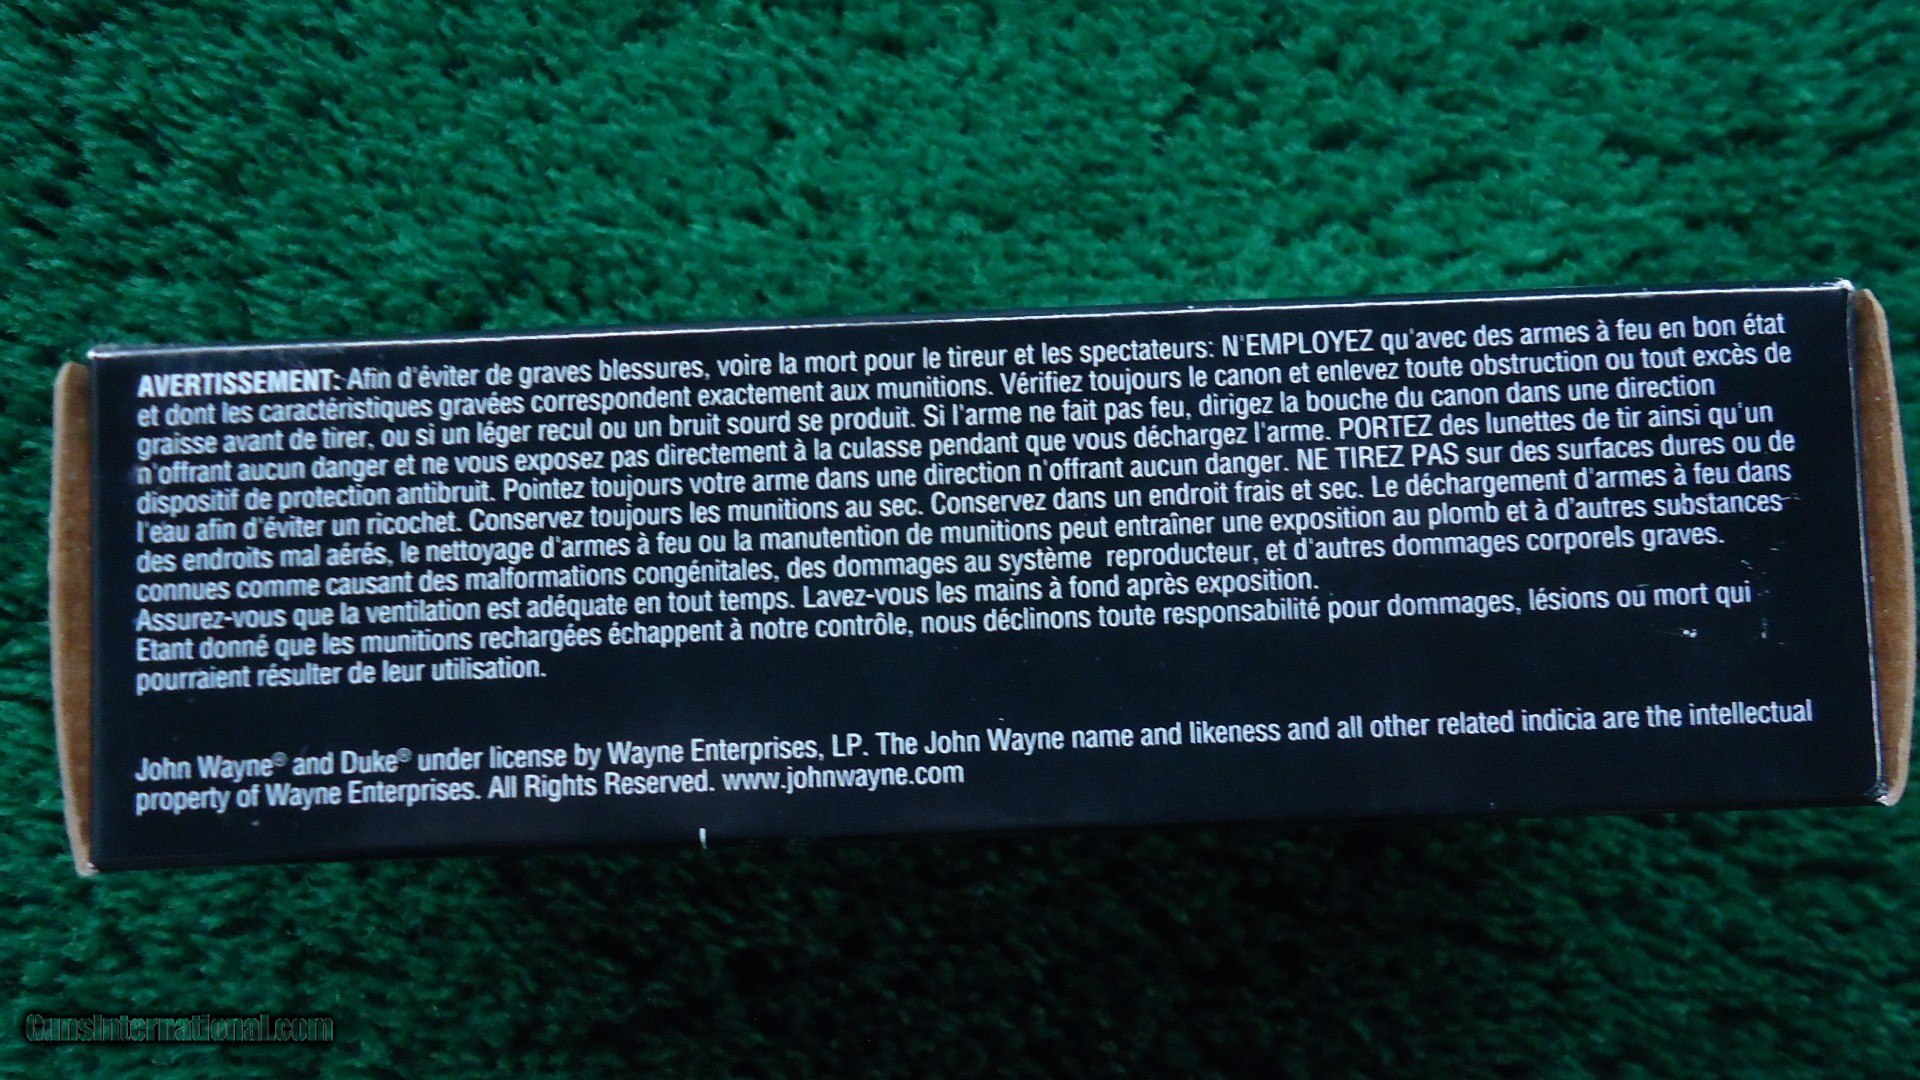 AVERTISSEMENT: Afin d'éviter de graves blessures, voire la mort pour le tireur et les spectateurs: N'EMPLOYEZ qu'avec des armes à feu en bon état
et dont les caractéristiques gravées correspondent exactement aux munitions. Vérifiez toujours le canon et enlevez toute obstruction ou tout excès de
graisse avant de tirer, ou si un léger recul ou un bruit sourd se produit. Si l'arme ne fait pas feu, dirigez la bouche du canon dans une direction
n'offrant aucun danger et ne vous exposez pas directement à la culasse pendant que vous déchargez l'arme. PORTEZ des lunettes de tir ainsi qu'un
dispositif de protection antibruit. Pointez toujours votre arme dans une direction n'offrant aucun danger. NE TIREZ PAS sur des surfaces dures ou de
l'eau afin d'éviter un ricochet. Conservez toujours les munitions au sec. Conservez dans un endroit frais et sec. Le déchargement d'armes à feu dans
des endroits mal aérés, le nettoyage d'armes à feu ou la manutention de munitions peut entraîner une exposition au plomb et à d'autres substances
connues comme causant des malformations congénitales, des dommages au système reproducteur, et d'autres dommages corporels graves.
Assurez-vous que la ventilation est adéquate en tout temps. Lavez-vous les mains à fond après exposition.
Etant donné que les munitions rechargées échappent à notre contrôle, nous déclinons toute responsabilité pour dommages, lésions ou mort qui
pourraient résulter de leur utilisation.
John Wayne® and Duke® under license by Wayne Enterprises, LP. The John Wayne name and likeness and all other related indicia are the intellectual
property of Wayne Enterprises. All Rights Reserved. www.johnwayne.com
GunsInternational.com